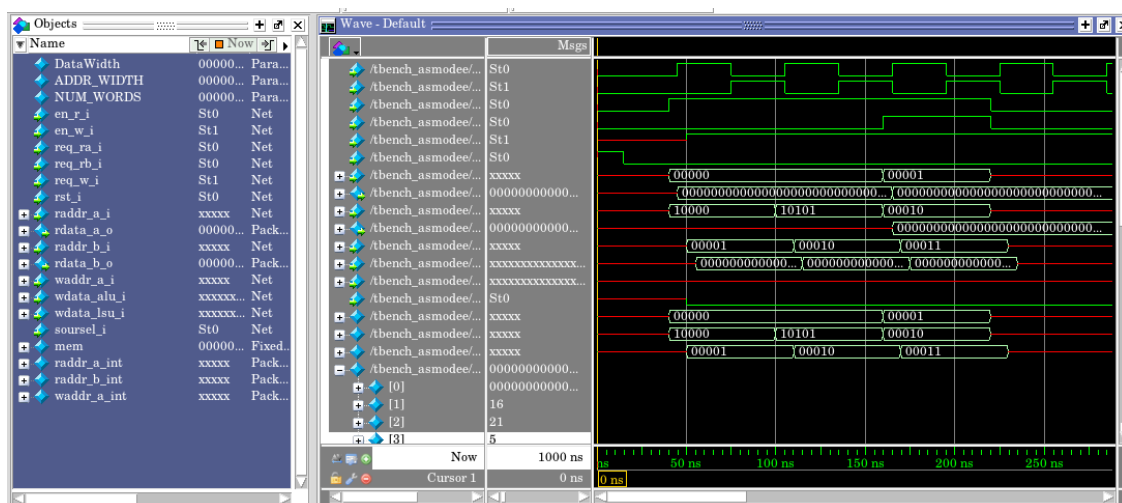 Objects
Name Now
DataWidth 00000... Para...
ADDR_WIDTH 00000... Para...
NUM_WORDS 00000... Para...
en_r_i St0 Net
en_w_i St1 Net
req_ra_i St0 Net
req_rb_i St0 Net
req_w_i St1 Net
rst_i St0 Net
raddr_a_i xxxxx Net
rdata_a_o 00000... Pack...
raddr_b_i xxxxx Net
rdata_b_o 00000... Pack...
waddr_a_i xxxxx Net
wdata_alu_i xxxxxx... Net
wdata_lsu_i xxxxxx... Net
soursel_i St0 Net
mem 00000... Fixed...
raddr_a_int xxxxx Pack...
raddr_b_int xxxxx Pack...
waddr_a_int xxxxx Pack...
Wave - Default
Msgs
/tbench_asmodee/... St0
/tbench_asmodee/... St1
/tbench_asmodee/... St0
/tbench_asmodee/... St0
/tbench_asmodee/... St1
/tbench_asmodee/... St0
/tbench_asmodee/... xxxxx 00000 00001
/tbench_asmodee/... 00000000000... 00000000000000000000000000... 0000000000000000000000000000...
/tbench_asmodee/... xxxxx 10000 10101 00010
/tbench_asmodee/... 00000000000... 0000000000000000000000000000...
/tbench_asmodee/... xxxxx 00001 00010 00011
/tbench_asmodee/... xxxxxxxxxxxxxx... 000000000000... 000000000000... 000000000000...
/tbench_asmodee/... xxxxxxxxxxxxxx...
/tbench_asmodee/... St0
/tbench_asmodee/... xxxxx 00000 00001
/tbench_asmodee/... xxxxx 10000 10101 00010
/tbench_asmodee/... xxxxx 00001 00010 00011
/tbench_asmodee/... 00000000000...
[0] 00000000000...
[1] 16
[2] 21
[3] 5
Now 1000 ns ns 50 ns 100 ns 150 ns 200 ns 250 ns
Cursor 1 0 ns 0 ns